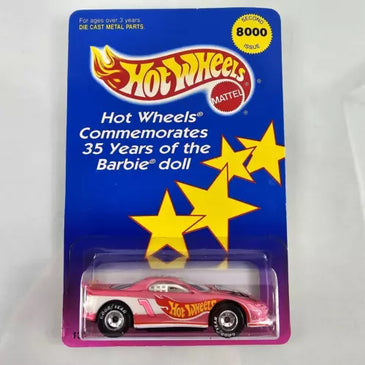 For ages over 3 years.
DIE CAST METAL PARTS.
SECOND
8000
ISSUE
Hot Wheels
MATTEL
Hot Wheels®
Commemorates
35 Years of the
Barbie® doll
1
Hot Wheels